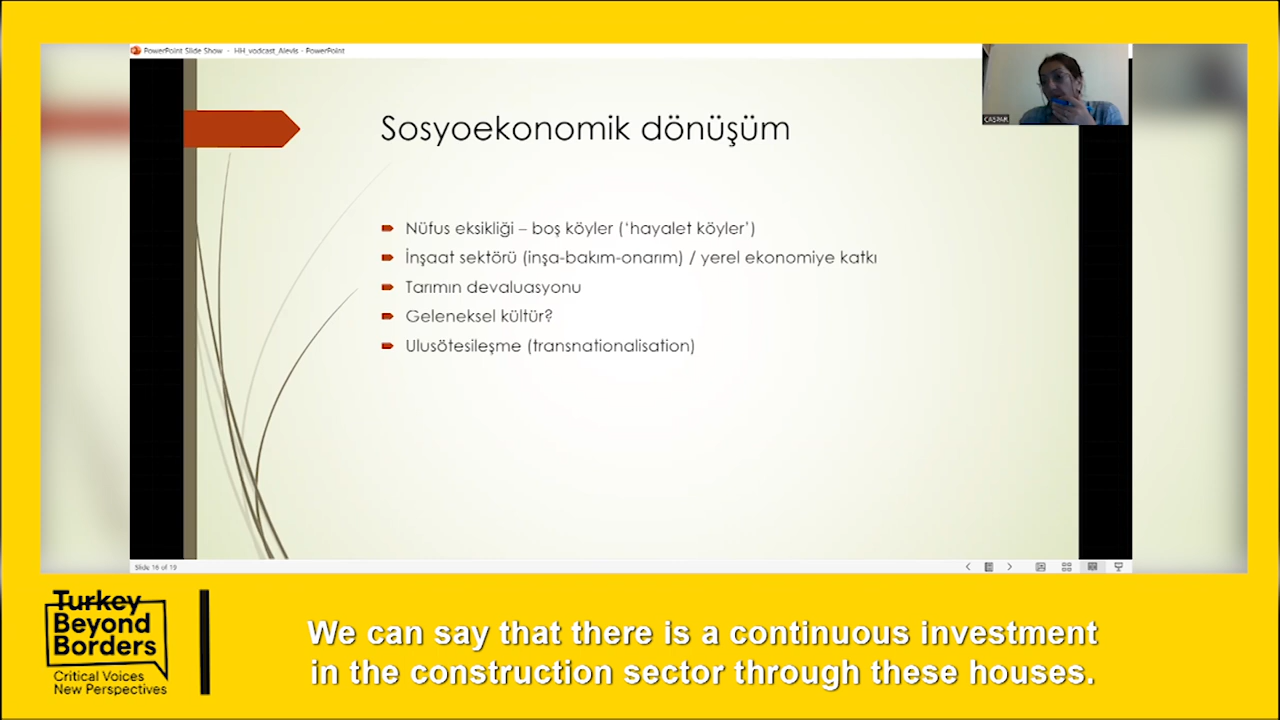 PowerPoint Slide Show - HH_vodcast_Alevis - PowerPoint
CASPAR
Sosyoekonomik dönüşüm
Nüfus eksikliği – boş köyler (‘hayalet köyler’)
İnşaat sektörü (inşa-bakım-onarım) / yerel ekonomiye katkı
Tarımın devaluasyonu
Geleneksel kültür?
Ulusötesileşme (transnationalisation)
Slide 16 of 19
Turkey
Beyond
Borders
Critical Voices
New Perspectives
We can say that there is a continuous investment
in the construction sector through these houses.